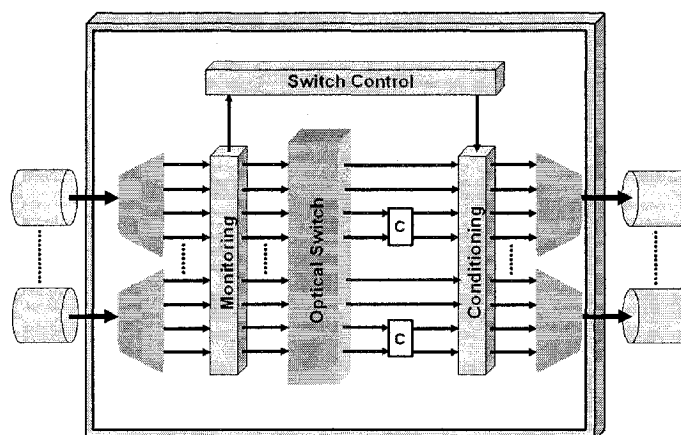 Switch Control
Monitoring
Optical Switch
C
C
Conditioning